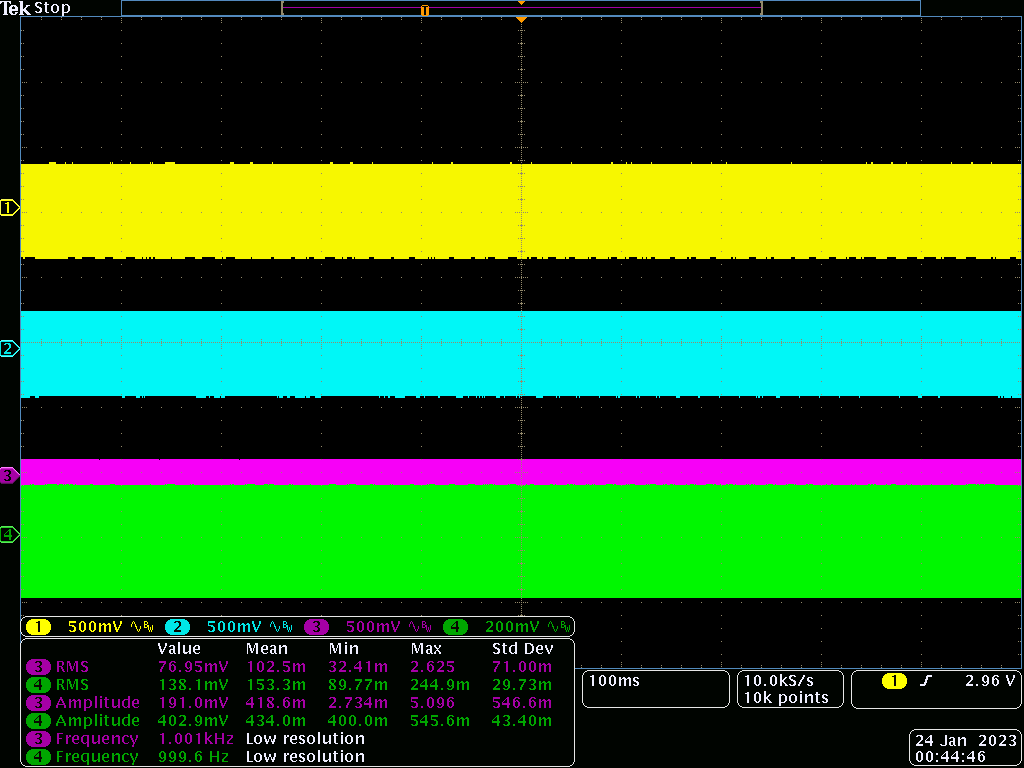 Tek Stop
T
1
2
3
4
1 500mV ∿BW 2 500mV ∿BW 3 500mV ∿BW 4 200mV ∿BW
Value Mean Min Max Std Dev
3 RMS 76.95mV 102.5m 32.41m 2.625 71.00m
4 RMS 138.1mV 153.3m 89.77m 244.9m 29.73m
3 Amplitude 191.0mV 418.6m 2.734m 5.096 546.6m
4 Amplitude 402.9mV 434.0m 400.0m 545.6m 43.40m
3 Frequency 1.001kHz Low resolution
4 Frequency 999.6 Hz Low resolution
100ms
10.0kS/s
10k points
1 2.96 V
24 Jan 2023
00:44:46